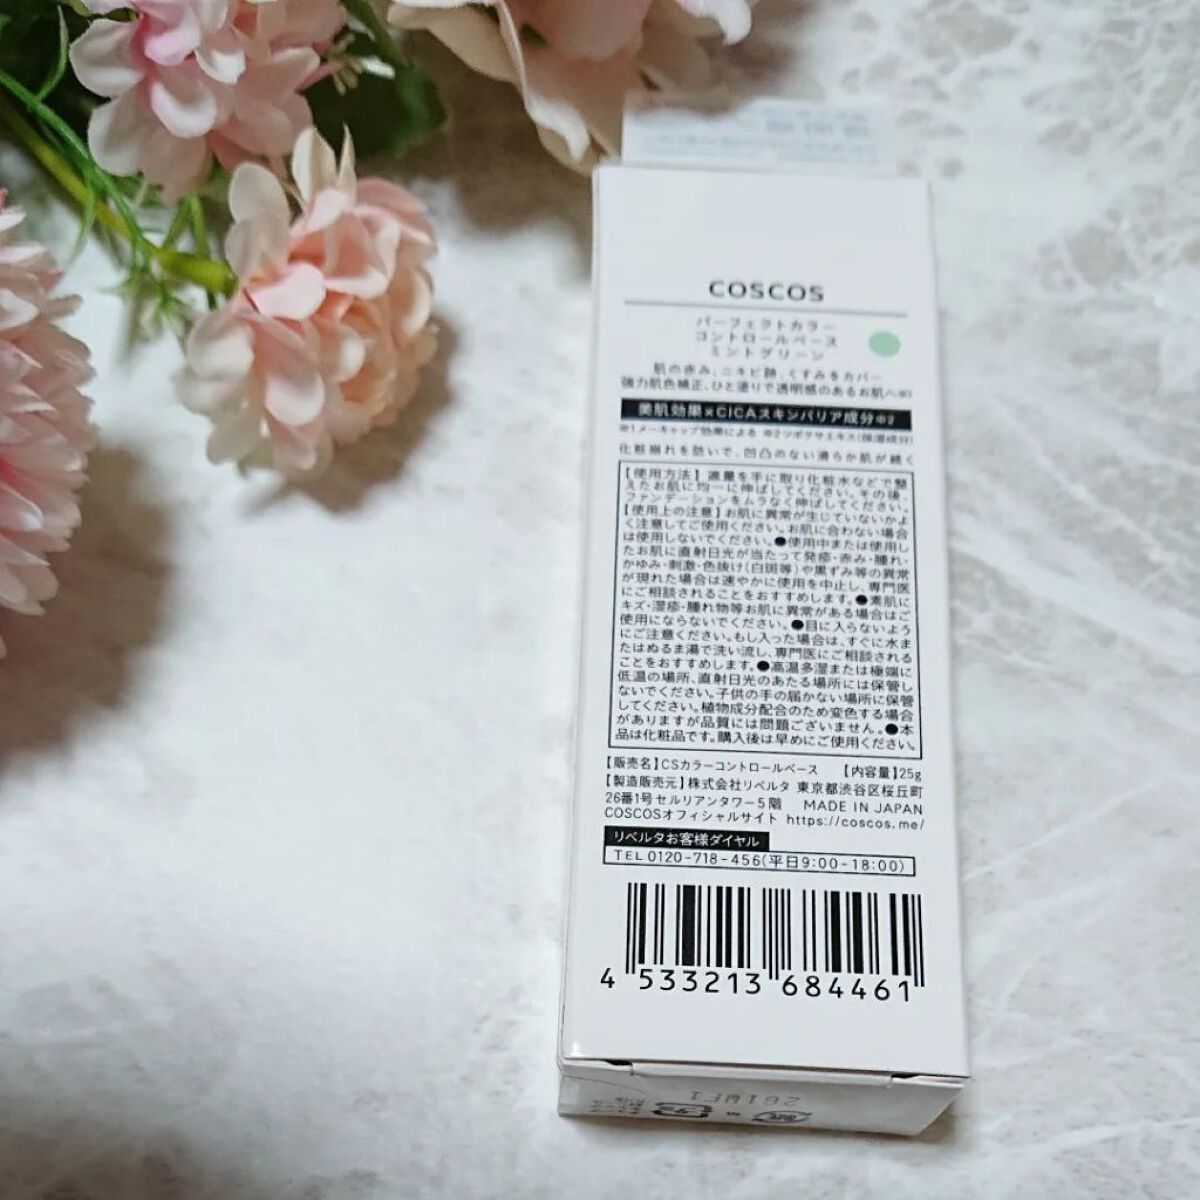 COSCOS
パーフェクトカラー
コントロールベース
ミントグリーン
肌の赤み、ニキビ跡、くすみをカバー
強力肌色補正、ひと塗りで透明感のあるお肌へ※1
美肌効果×CICAスキンバリア成分※2
※1メーキャップ効果による ※2ツボクサエキス(保湿成分)
化粧崩れを防いで、凹凸のない滑らか肌が続く
【使用方法】適量を手に取り化粧水などで整
えたお肌に均一に伸ばしてください。その後、
ファンデーションをムラなく伸ばしてください。
【使用上の注意】お肌に異常が生じていないかよ
く注意してご使用ください。お肌に合わない場合
は使用しないでください。●使用中または使用し
たお肌に直射日光が当たって発疹・赤み・腫れ・
かゆみ・刺激・色抜け(白斑等)や黒ずみ等の異常
が現れた場合は速やかに使用を中止し、専門医
にご相談されることをおすすめします。●素肌に
キズ・湿疹・腫れ物等お肌に異常がある場合はご
使用にならないでください。●目に入らないよう
にご注意ください。もし入った場合は、すぐに水ま
たはぬるま湯で洗い流し、専門医にご相談される
ことをおすすめします。●高温多湿または極端に
低温の場所、直射日光のあたる場所には保管し
ないでください。子供の手の届かない場所に保管
してください。植物成分配合のため変色する場合
がありますが品質には問題ございません。●本
品は化粧品です。購入後は早めにご使用ください。
【販売名】CSカラーコントロールベース 【内容量】25g
【製造販売元】株式会社リベルタ 東京都渋谷区桜丘町
26番1号セルリアンタワー5階 MADE IN JAPAN
COSCOSオフィシャルサイト https://coscos.me/
リベルタお客様ダイヤル
TEL 0120-718-456(平日9:00-18:00)
4 533213 684461
261WF1